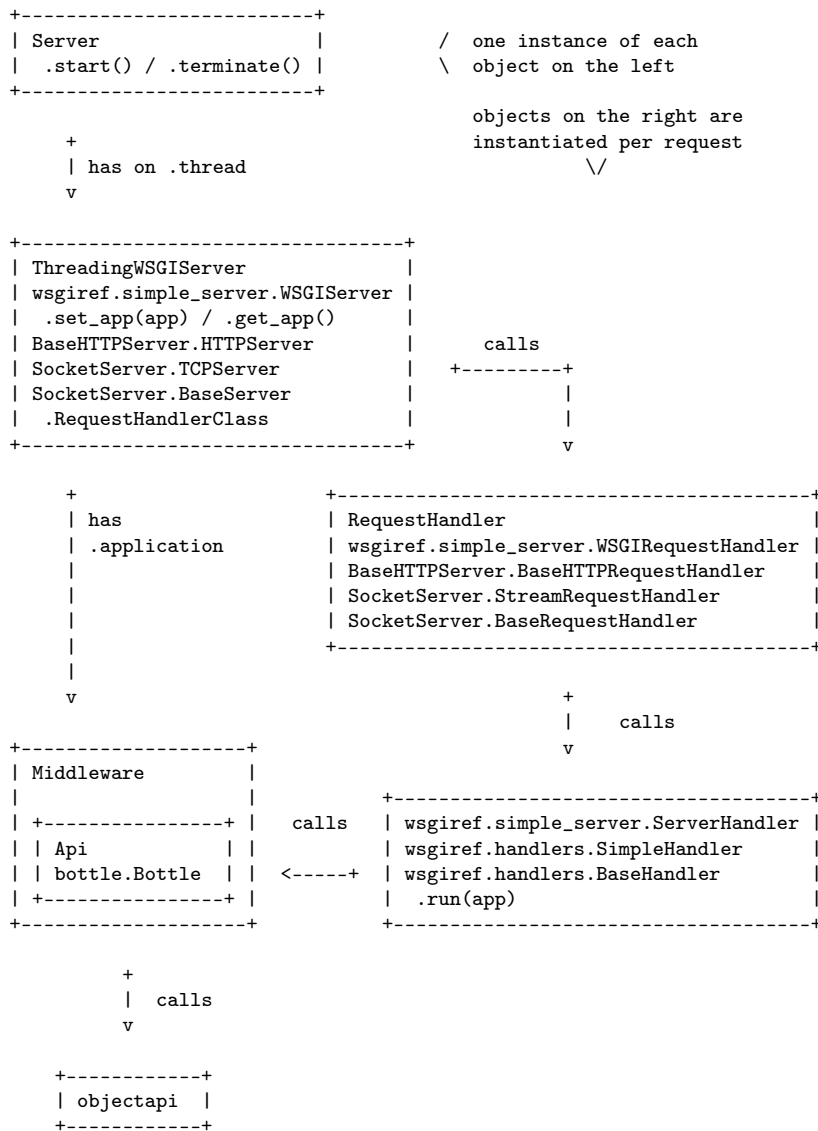 Server
.start() / .terminate()
/ one instance of each
\ object on the left
objects on the right are
instantiated per request
\/
has on .thread
v
ThreadingWSGIServer
wsgiref.simple_server.WSGIServer
.set_app(app) / .get_app()
BaseHTTPServer.HTTPServer
SocketServer.TCPServer
SocketServer.BaseServer
.RequestHandlerClass
calls
v
has
.application
v
RequestHandler
wsgiref.simple_server.WSGIRequestHandler
BaseHTTPServer.BaseHTTPRequestHandler
SocketServer.StreamRequestHandler
SocketServer.BaseRequestHandler
calls
v
Middleware
Api
bottle.Bottle
calls
<-----+
wsgiref.simple_server.ServerHandler
wsgiref.handlers.SimpleHandler
wsgiref.handlers.BaseHandler
.run(app)
calls
v
objectapi